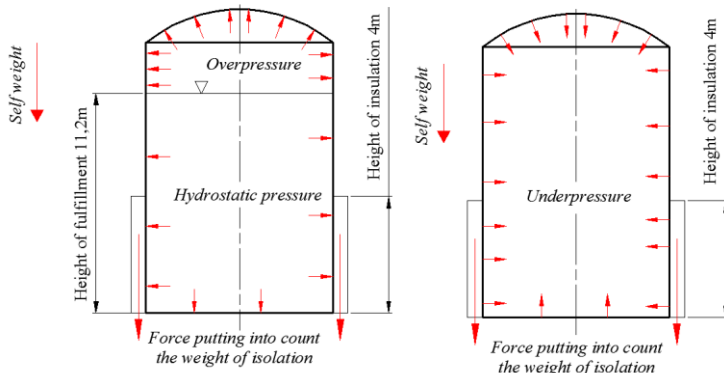 Self weight
Overpressure
Height of fulfillment 11,2m
Hydrostatic pressure
Height of insulation 4m
Force putting into count
the weight of isolation
Self weight
Underpressure
Height of insulation 4m
Force putting into count
the weight of isolation